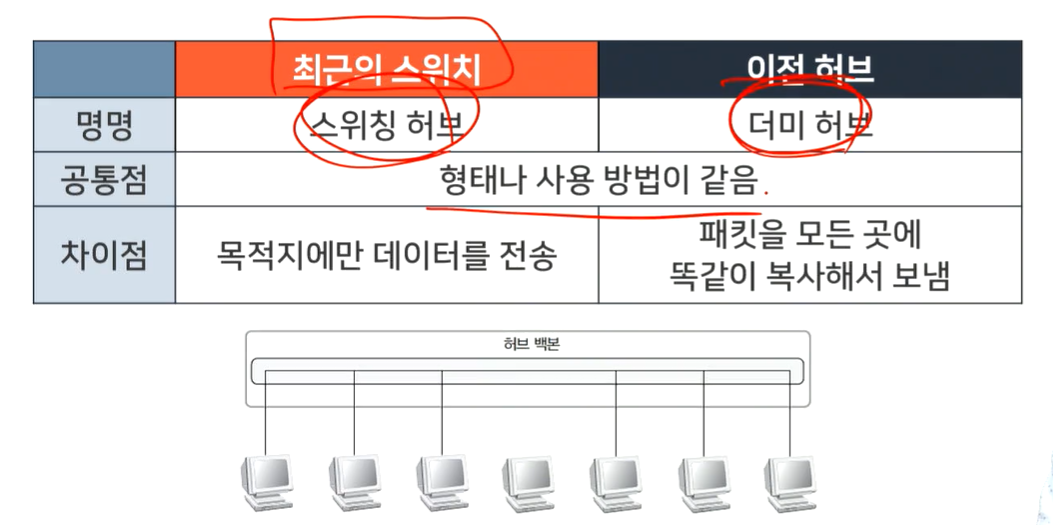 최근의 스위치 이전 허브
명명 스위칭 허브 더미 허브
공통점 형태나 사용 방법이 같음
차이점 목적지에만 데이터를 전송 패킷을 모든 곳에
똑같이 복사해서 보냄
허브 백본